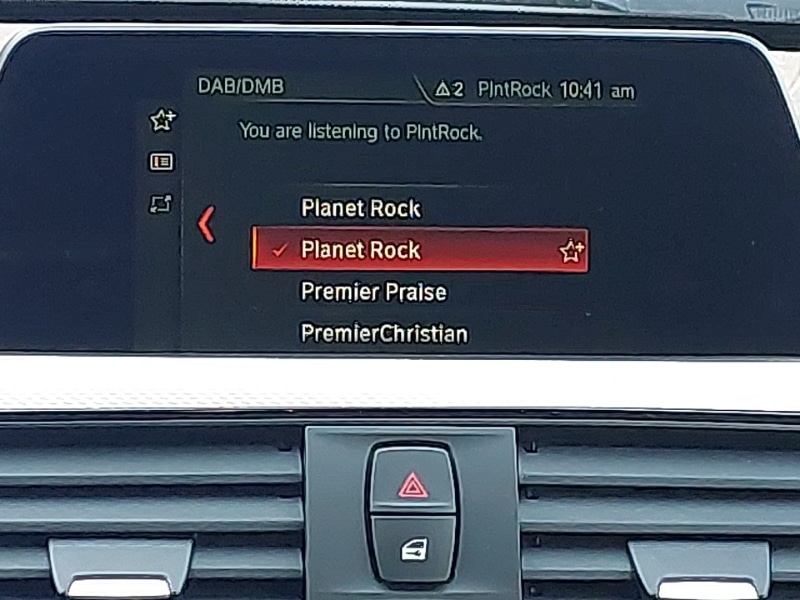 DAB/DMB 2 PlntRock 10:41 am
You are listening to PlntRock.
Planet Rock
Planet Rock
Premier Praise
PremierChristian